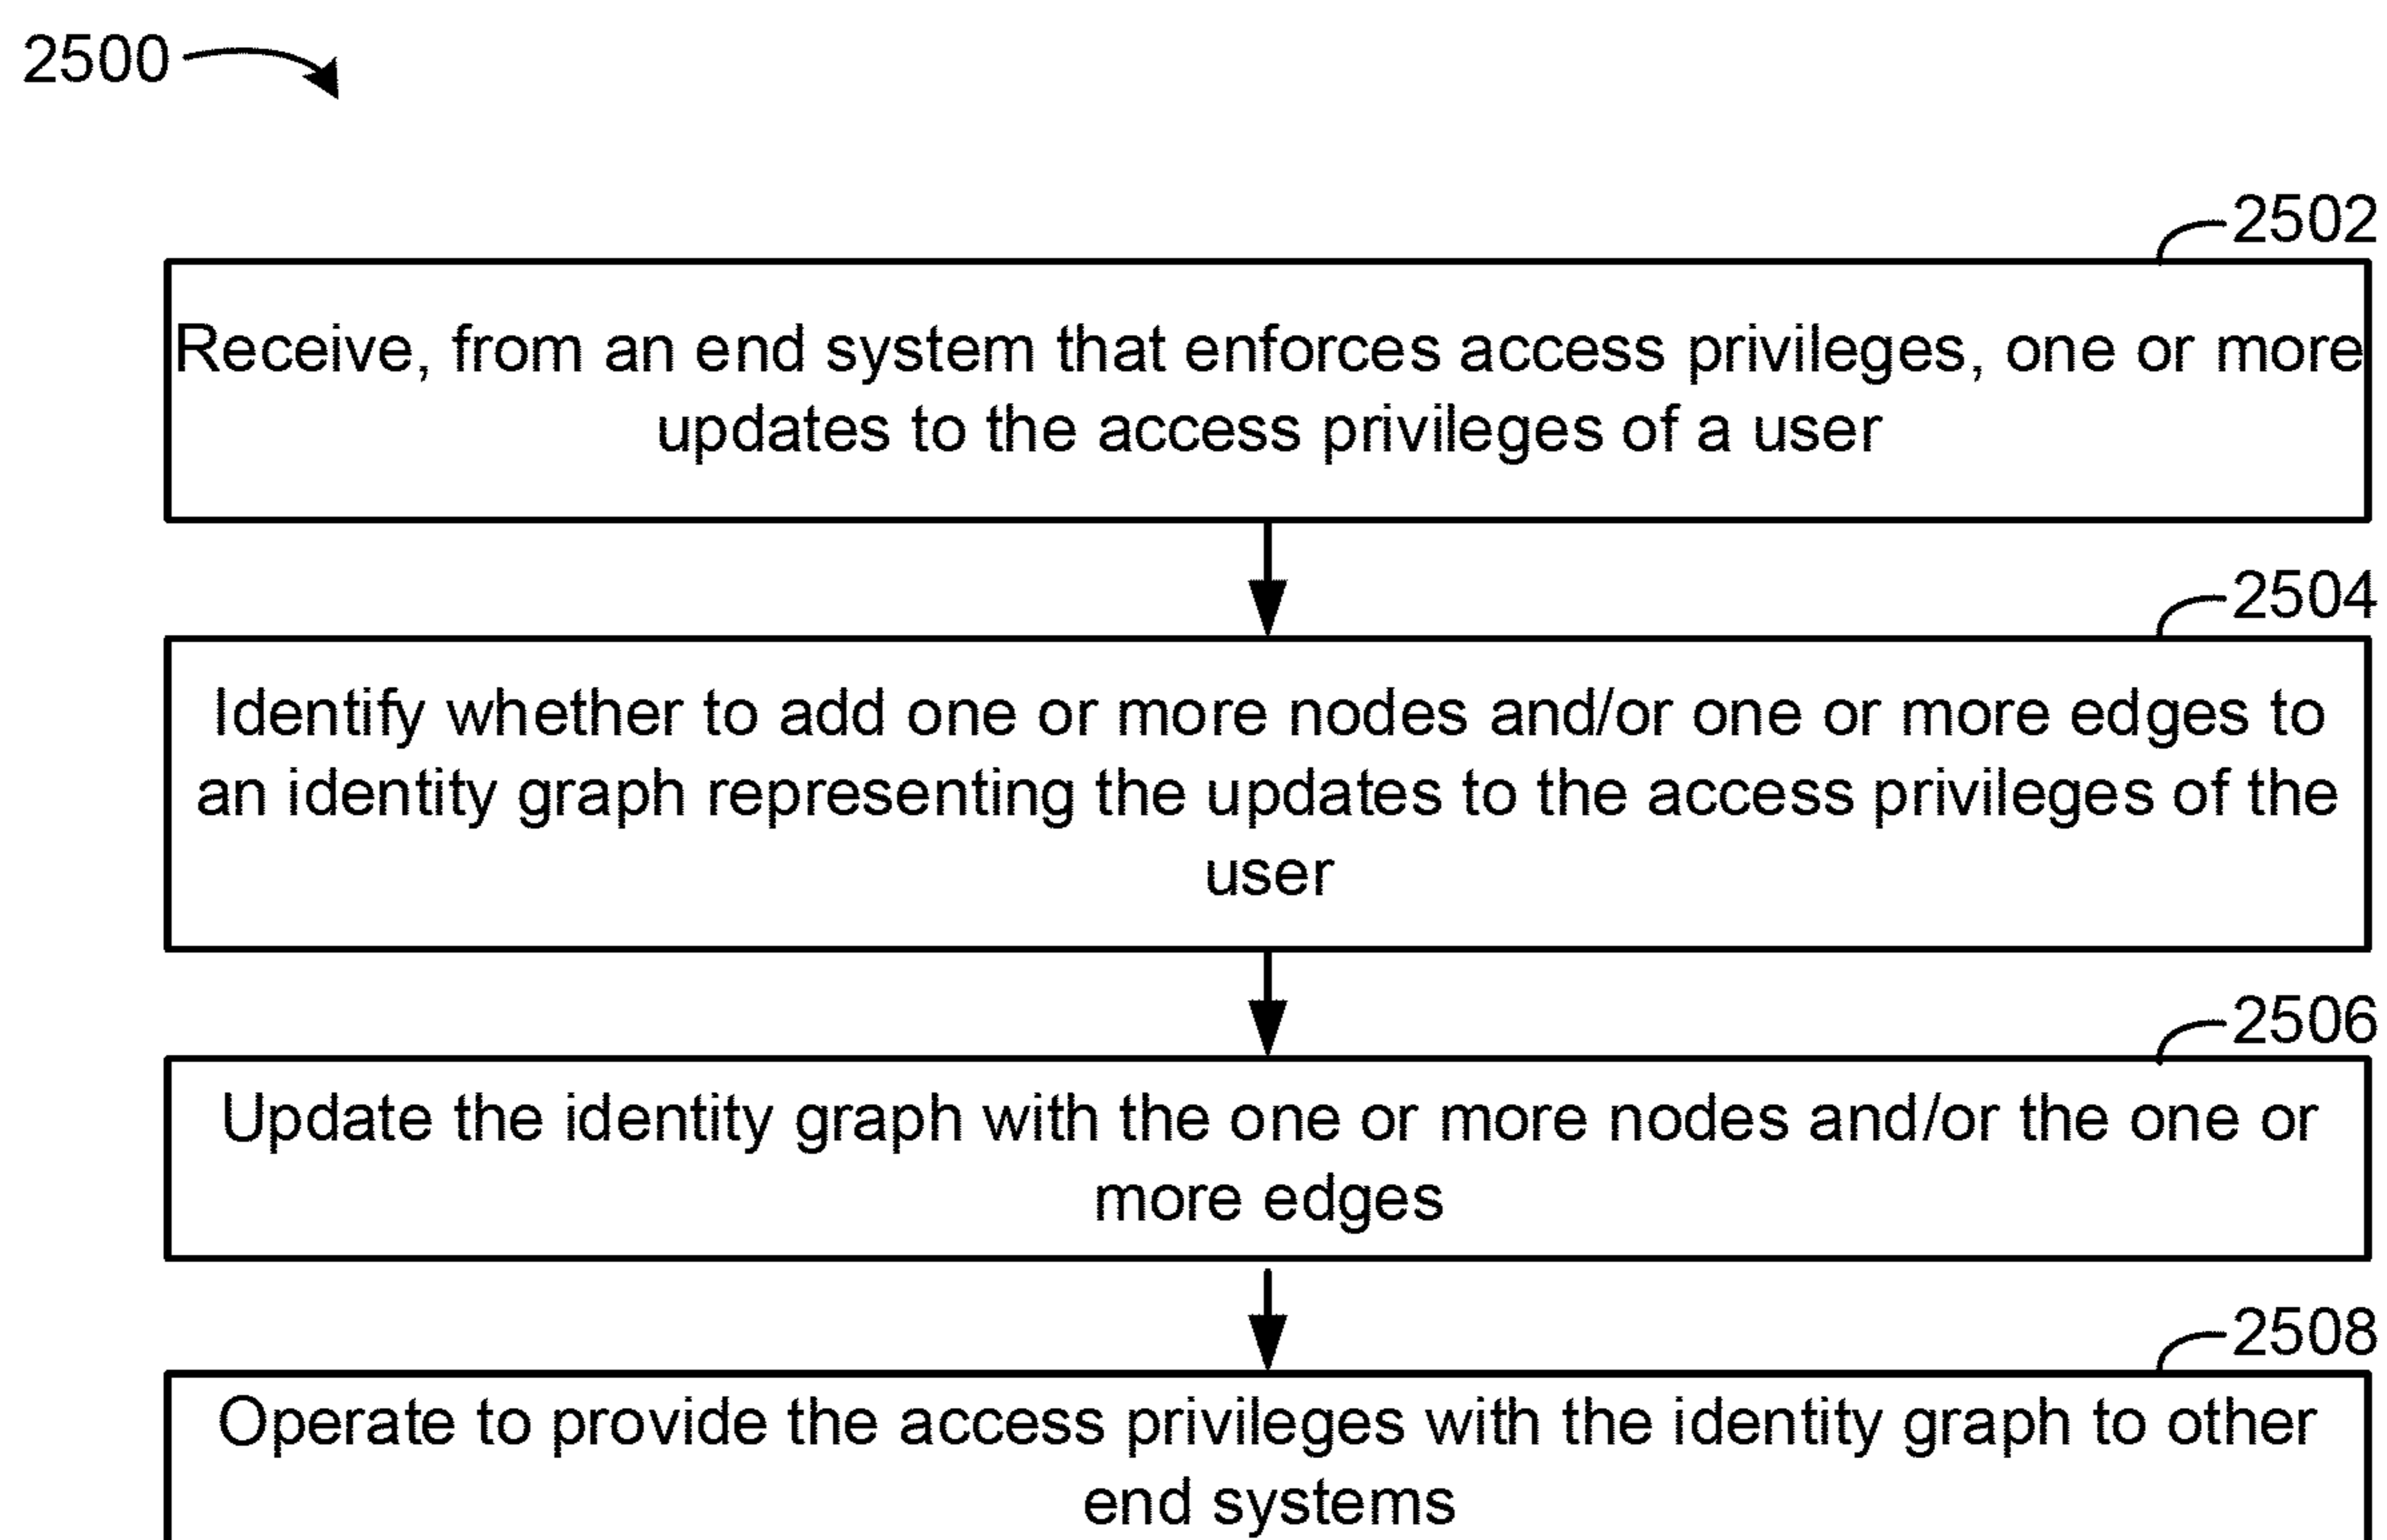 2500
2502
Receive, from an end system that enforces access privileges, one or more
updates to the access privileges of a user
2504
Identify whether to add one or more nodes and/or one or more edges to
an identity graph representing the updates to the access privileges of the
user
2506
Update the identity graph with the one or more nodes and/or the one or
more edges
2508
Operate to provide the access privileges with the identity graph to other
end systems